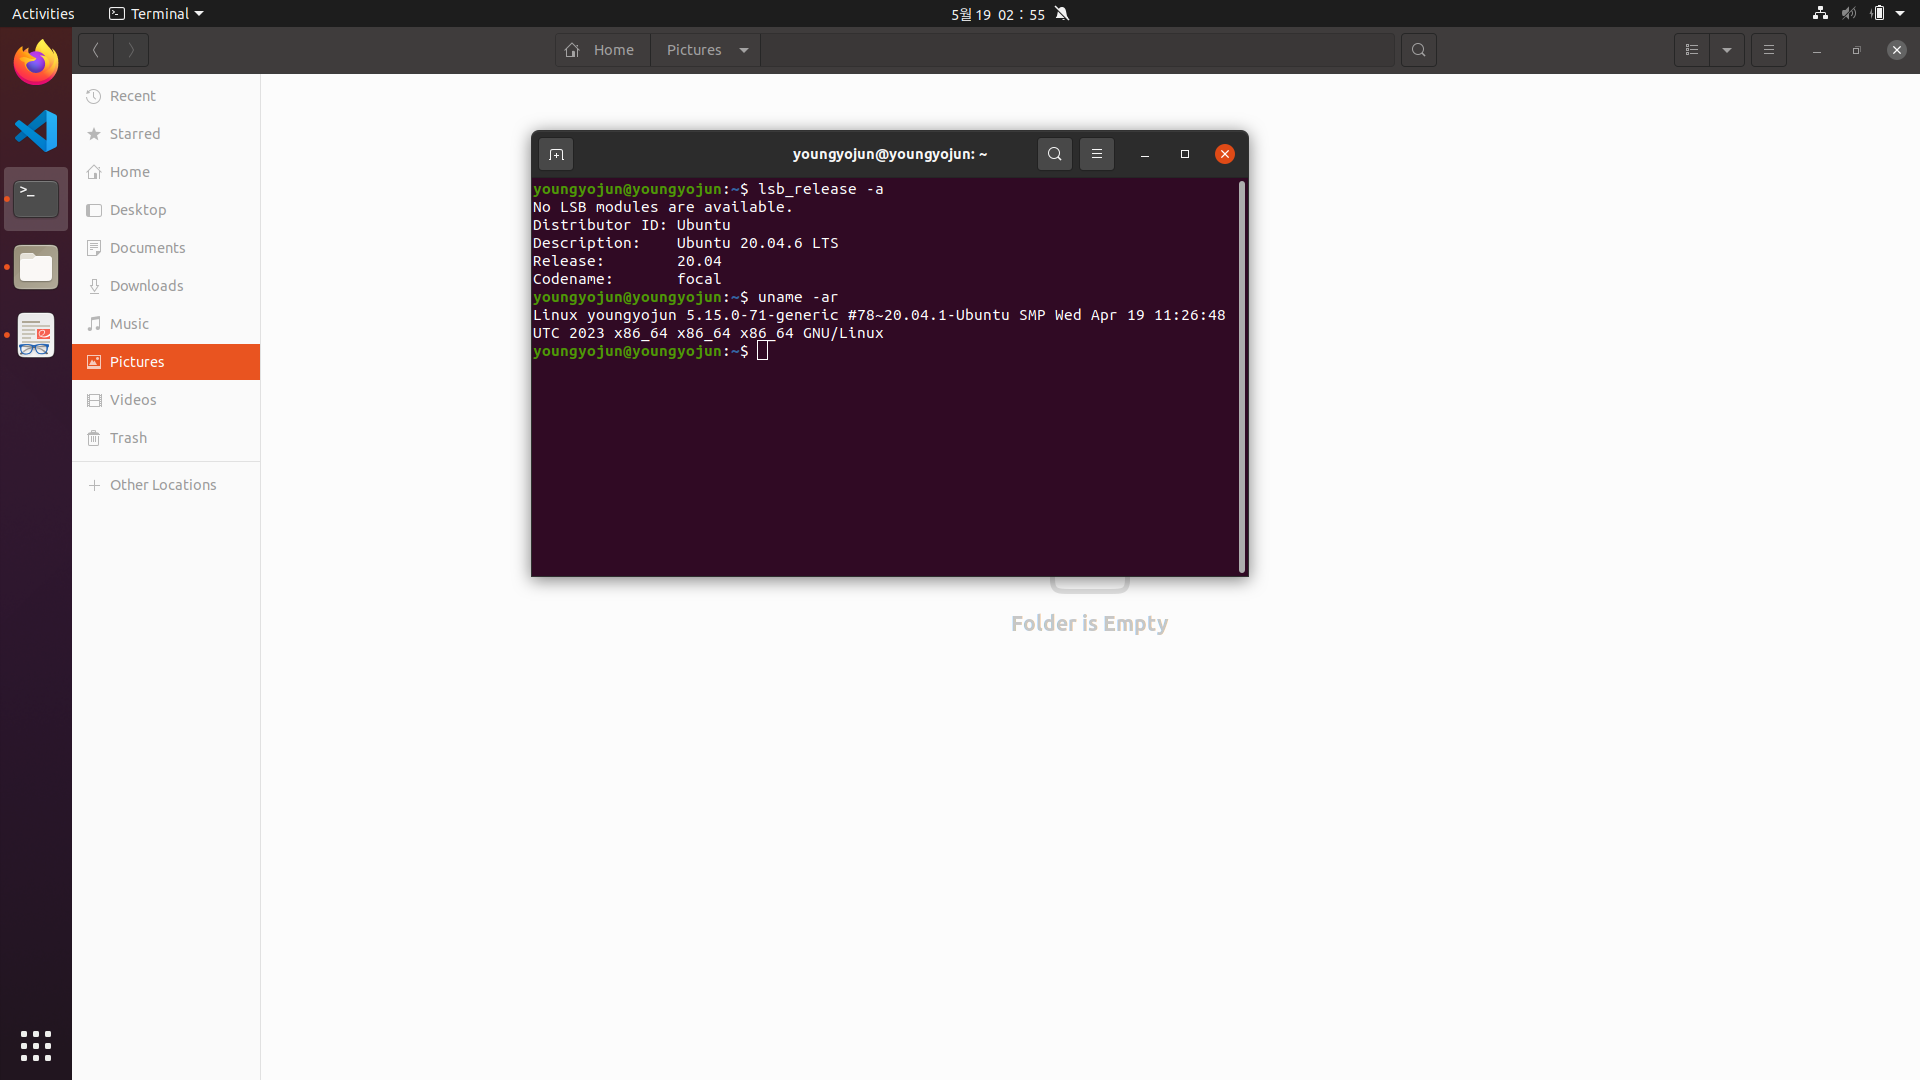 Activities
Terminal
5월 19 02 : 55
Home
Pictures
Recent
Starred
Home
Desktop
Documents
Downloads
Music
Pictures
Videos
Trash
Other Locations
youngyojun@youngyojun: ~
youngyojun@youngyojun:~$ lsb_release -a
No LSB modules are available.
Distributor ID: Ubuntu
Description:    Ubuntu 20.04.6 LTS
Release:        20.04
Codename:       focal
youngyojun@youngyojun:~$ uname -ar
Linux youngyojun 5.15.0-71-generic #78~20.04.1-Ubuntu SMP Wed Apr 19 11:26:48
UTC 2023 x86_64 x86_64 x86_64 GNU/Linux
youngyojun@youngyojun:~$
Folder is Empty